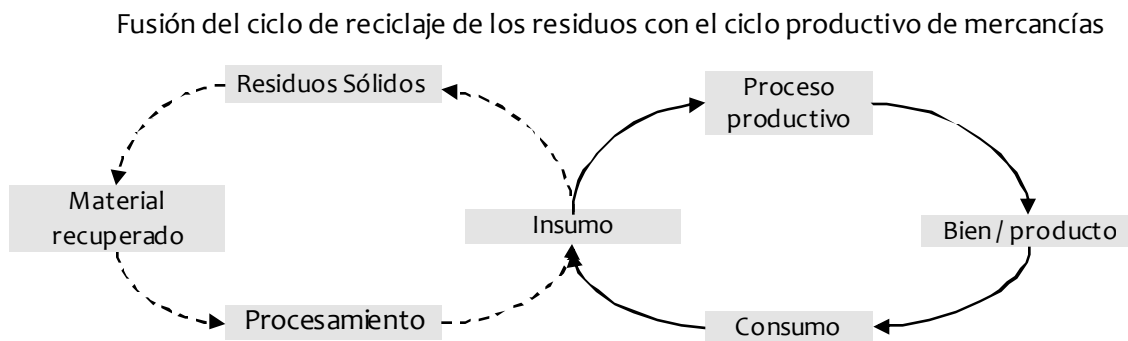 Fusión del ciclo de reciclaje de los residuos con el ciclo productivo de mercancías
Residuos Sólidos
Proceso
productivo
Material
recuperado
Insumo
Bien / producto
Procesamiento
Consumo